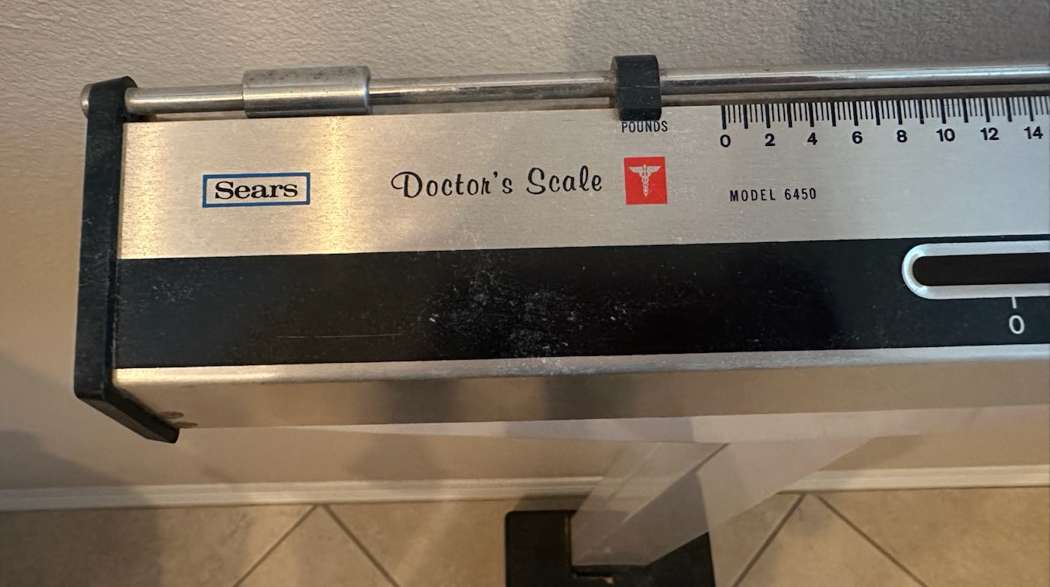 POUNDS
0 2 4 6 8 10 12 14
Sears
Doctor's Scale
MODEL 6450
0